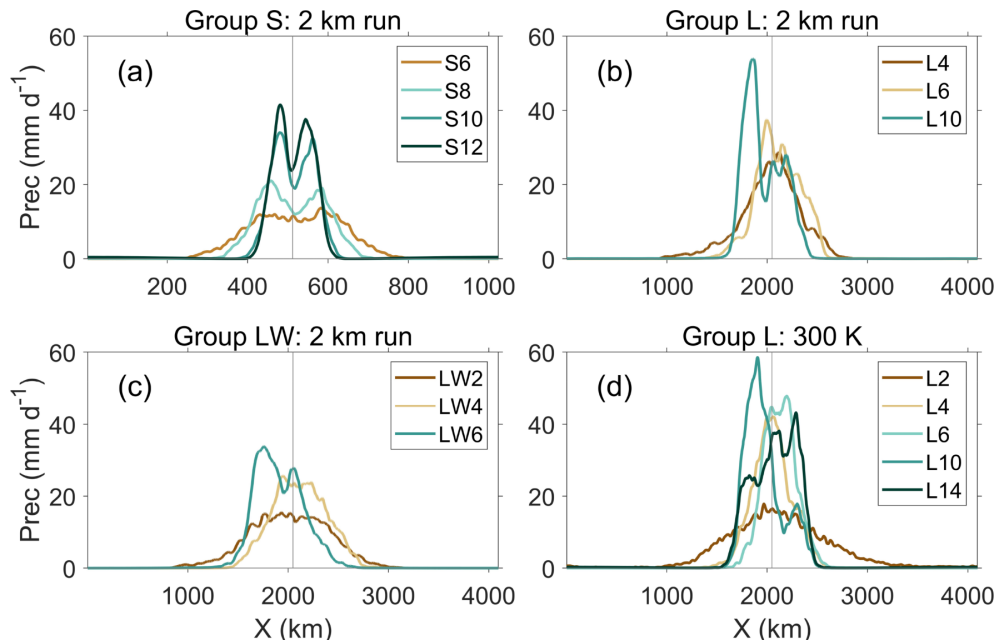 Group S: 2 km run
Group L: 2 km run
60
40
20
0
Prec (mm d⁻¹)
(a)
S6
S8
S10
S12
200 400 600 800 1000
60
40
20
0
(b)
L4
L6
L10
1000 2000 3000 4000
Group LW: 2 km run
Group L: 300 K
60
40
20
0
Prec (mm d⁻¹)
(c)
LW2
LW4
LW6
1000 2000 3000 4000
X (km)
60
40
20
0
(d)
L2
L4
L6
L10
L14
1000 2000 3000 4000
X (km)